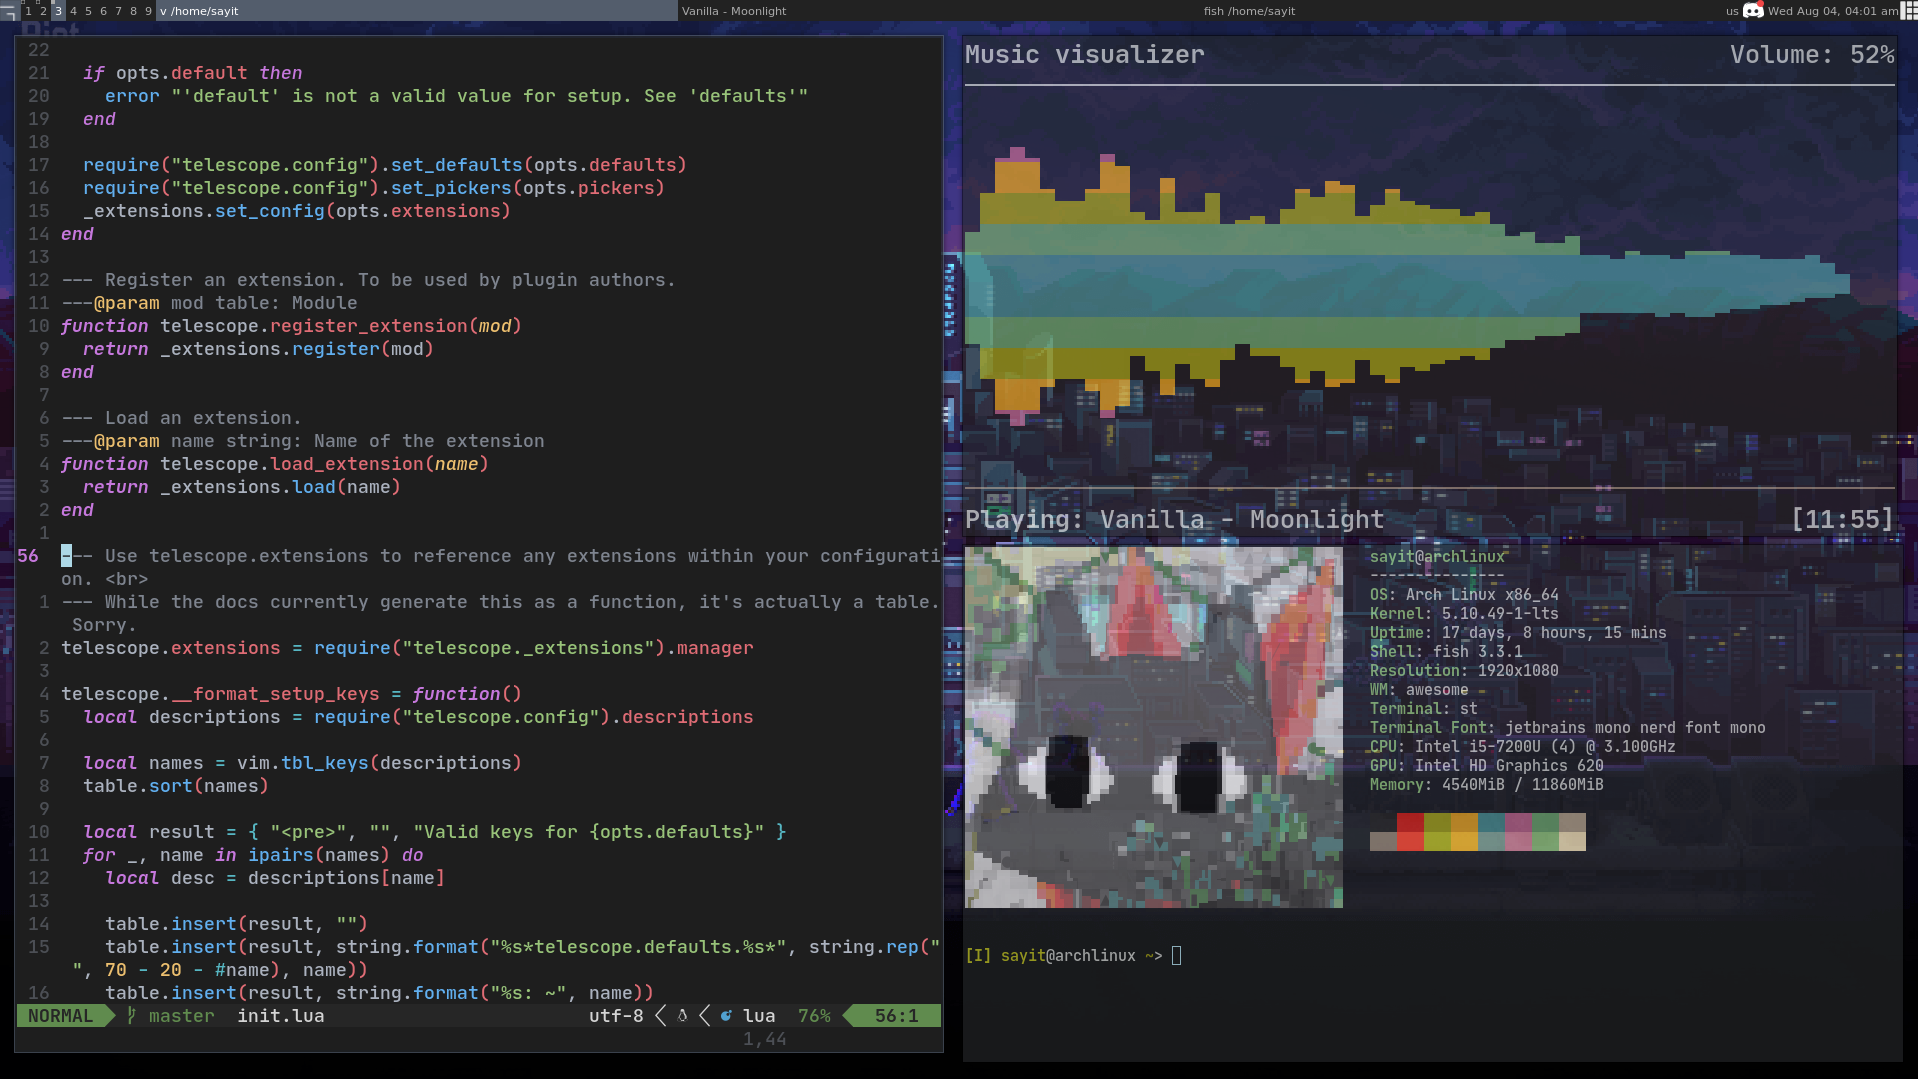 1 2 3 4 5 6 7 8 9 v /home/sayit Vanilla - Moonlight fish /home/sayit us Wed Aug 04, 04:01 am
22
21 if opts.default then
20 error "'default' is not a valid value for setup. See 'defaults'"
19 end
18
17 require("telescope.config").set_defaults(opts.defaults)
16 require("telescope.config").set_pickers(opts.pickers)
15 _extensions.set_config(opts.extensions)
14 end
13
12 --- Register an extension. To be used by plugin authors.
11 ---@param mod table: Module
10 function telescope.register_extension(mod)
9 return _extensions.register(mod)
8 end
7
6 --- Load an extension.
5 ---@param name string: Name of the extension
4 function telescope.load_extension(name)
3 return _extensions.load(name)
2 end
1
56 --- Use telescope.extensions to reference any extensions within your configurati
on. <br>
1 --- While the docs currently generate this as a function, it's actually a table.
Sorry.
2 telescope.extensions = require("telescope._extensions").manager
3
4 telescope.__format_setup_keys = function()
5 local descriptions = require("telescope.config").descriptions
6
7 local names = vim.tbl_keys(descriptions)
8 table.sort(names)
9
10 local result = { "<pre>", "", "Valid keys for {opts.defaults}" }
11 for _, name in ipairs(names) do
12 local desc = descriptions[name]
13
14 table.insert(result, "")
15 table.insert(result, string.format("%s*telescope.defaults.%s*", string.rep("
", 70 - 20 - #name), name))
16 table.insert(result, string.format("%s: ~", name))
NORMAL master init.lua utf-8 lua 76% 56:1
1,44
Music visualizer Volume: 52%
Playing: Vanilla - Moonlight [11:55]
sayit@archlinux
---------------
OS: Arch Linux x86_64
Kernel: 5.10.49-1-lts
Uptime: 17 days, 8 hours, 15 mins
Shell: fish 3.3.1
Resolution: 1920x1080
WM: awesome
Terminal: st
Terminal Font: jetbrains mono nerd font mono
CPU: Intel i5-7200U (4) @ 3.100GHz
GPU: Intel HD Graphics 620
Memory: 4540MiB / 11860MiB
[I] sayit@archlinux ~>